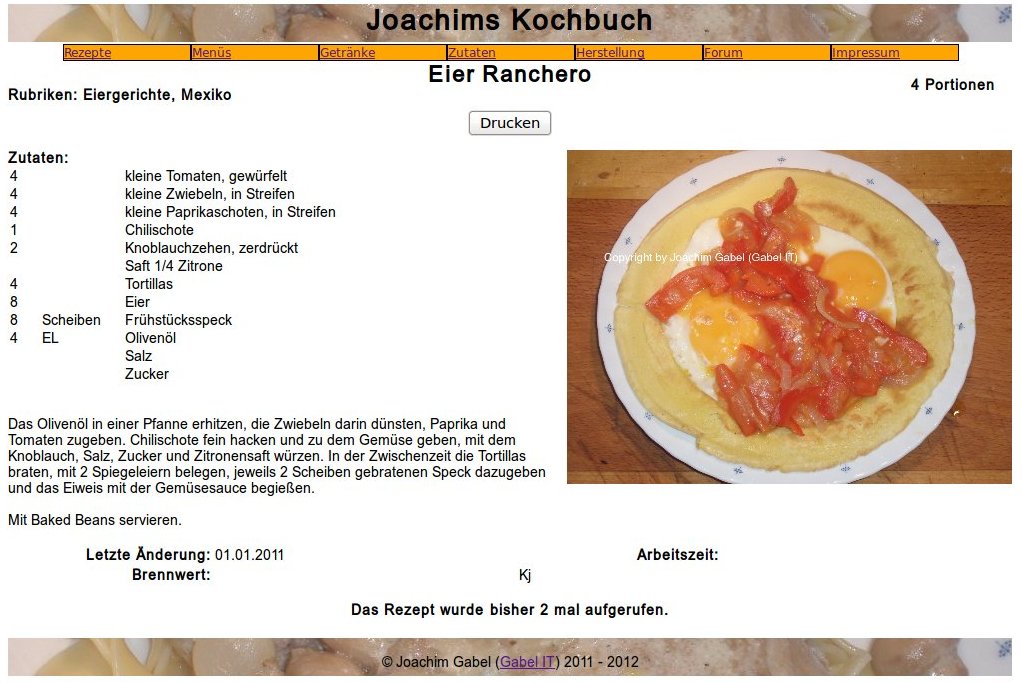 Joachims Kochbuch
Rezepte Menüs Getränke Zutaten Herstellung Forum Impressum
Eier Ranchero
4 Portionen
Rubriken: Eiergerichte, Mexiko
Drucken
Zutaten:
4 kleine Tomaten, gewürfelt
4 kleine Zwiebeln, in Streifen
4 kleine Paprikaschoten, in Streifen
1 Chilischote
2 Knoblauchzehen, zerdrückt
Saft 1/4 Zitrone
4 Tortillas
8 Eier
8 Scheiben Frühstücksspeck
4 EL Olivenöl
Salz
Zucker
Copyright by Joachim Gabel (Gabel IT)
Das Olivenöl in einer Pfanne erhitzen, die Zwiebeln darin dünsten, Paprika und
Tomaten zugeben. Chilischote fein hacken und zu dem Gemüse geben, mit dem
Knoblauch, Salz, Zucker und Zitronensaft würzen. In der Zwischenzeit die Tortillas
braten, mit 2 Spiegeleiern belegen, jeweils 2 Scheiben gebratenen Speck dazugeben
und das Eiweis mit der Gemüsesauce begießen.
Mit Baked Beans servieren.
Letzte Änderung: 01.01.2011 Arbeitszeit:
Brennwert: Kj
Das Rezept wurde bisher 2 mal aufgerufen.
© Joachim Gabel (Gabel IT) 2011 - 2012